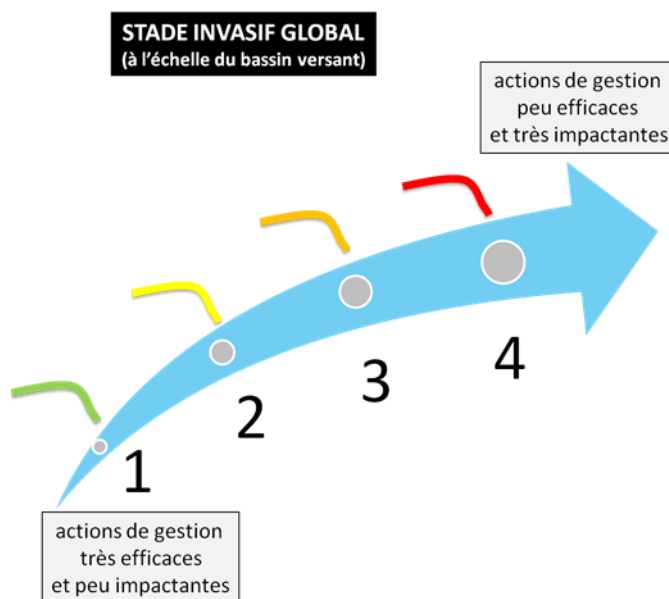 STADE INVASIF GLOBAL
(à l'échelle du bassin versant)
actions de gestion
peu efficaces
et très impactantes
4
3
2
1
actions de gestion
très efficaces
et peu impactantes